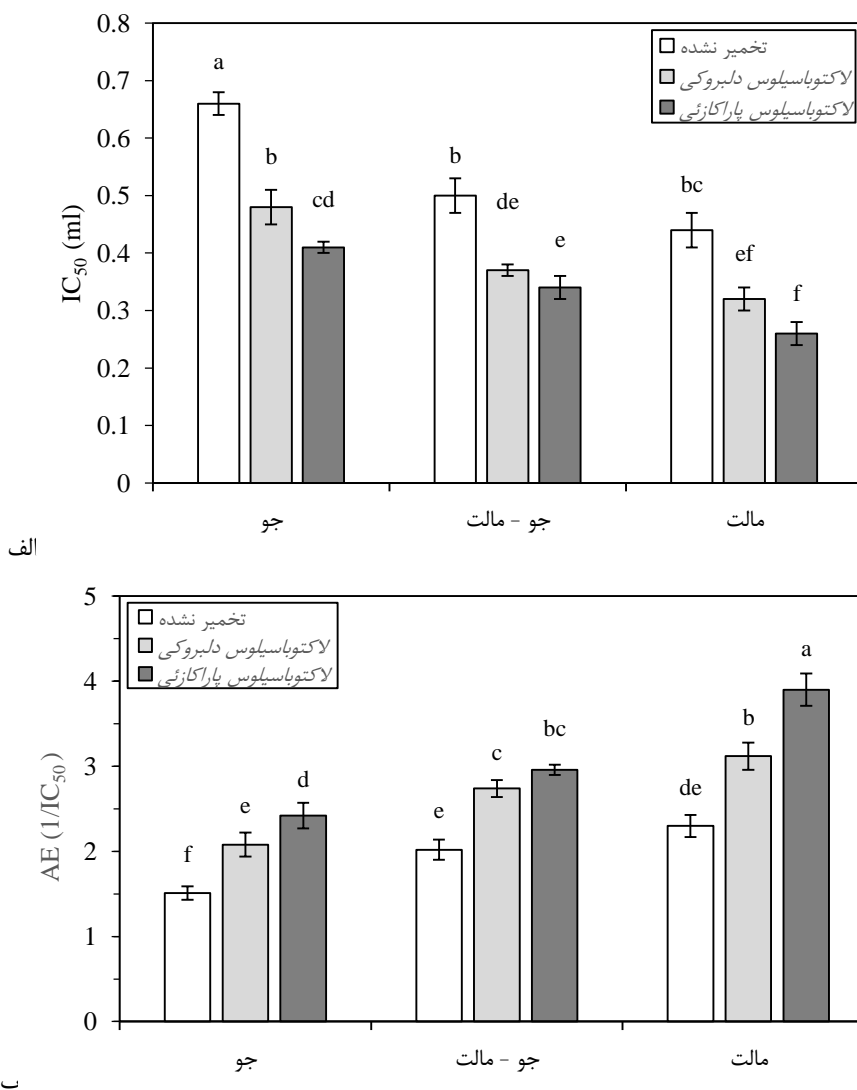 0.8
0.7
0.6
0.5
0.4
0.3
0.2
0.1
0
IC50 (ml)
تخمیر نشده
لاکتوباسیلوس دلبروکی
لاکتوباسیلوس پاراکازئی
a
b
cd
b
de
e
bc
ef
f
جو
جو - مالت
مالت
الف
5
4
3
2
1
0
AE (1/IC50)
تخمیر نشده
لاکتوباسیلوس دلبروکی
لاکتوباسیلوس پاراکازئی
f
e
d
e
c
bc
de
b
a
جو
جو - مالت
مالت